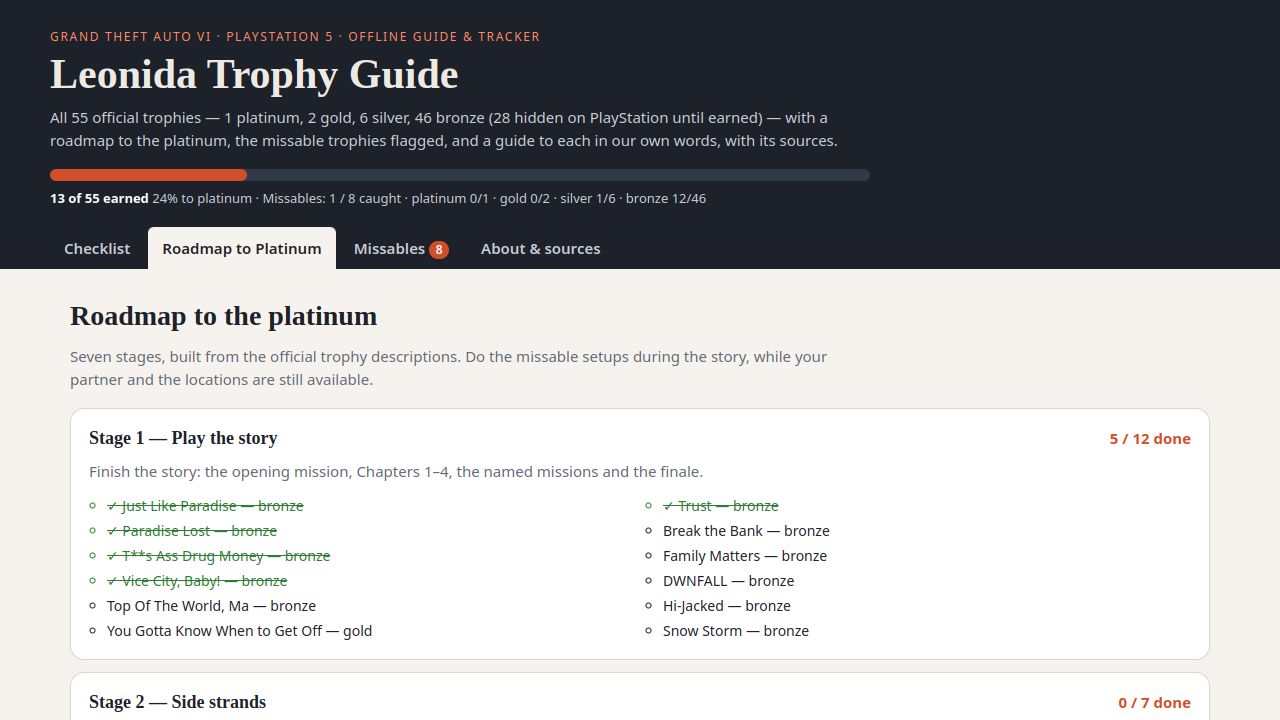 GRAND THEFT AUTO VI · PLAYSTATION 5 · OFFLINE GUIDE & TRACKER
Leonida Trophy Guide
All 55 official trophies — 1 platinum, 2 gold, 6 silver, 46 bronze (28 hidden on PlayStation until earned) — with a
roadmap to the platinum, the missable trophies flagged, and a guide to each in our own words, with its sources.
13 of 55 earned 24% to platinum · Missables: 1 / 8 caught · platinum 0/1 · gold 0/2 · silver 1/6 · bronze 12/46
Checklist Roadmap to Platinum Missables 8 About & sources
Roadmap to the platinum
Seven stages, built from the official trophy descriptions. Do the missable setups during the story, while your
partner and the locations are still available.
Stage 1 — Play the story 5 / 12 done
Finish the story: the opening mission, Chapters 1–4, the named missions and the finale.
✓ Just Like Paradise — bronze
✓ Paradise Lost — bronze
✓ T**s Ass Drug Money — bronze
✓ Vice City, Baby! — bronze
Top Of The World, Ma — bronze
You Gotta Know When to Get Off — gold
✓ Trust — bronze
Break the Bank — bronze
Family Matters — bronze
DWNFALL — bronze
Hi-Jacked — bronze
Snow Storm — bronze
Stage 2 — Side strands 0 / 7 done